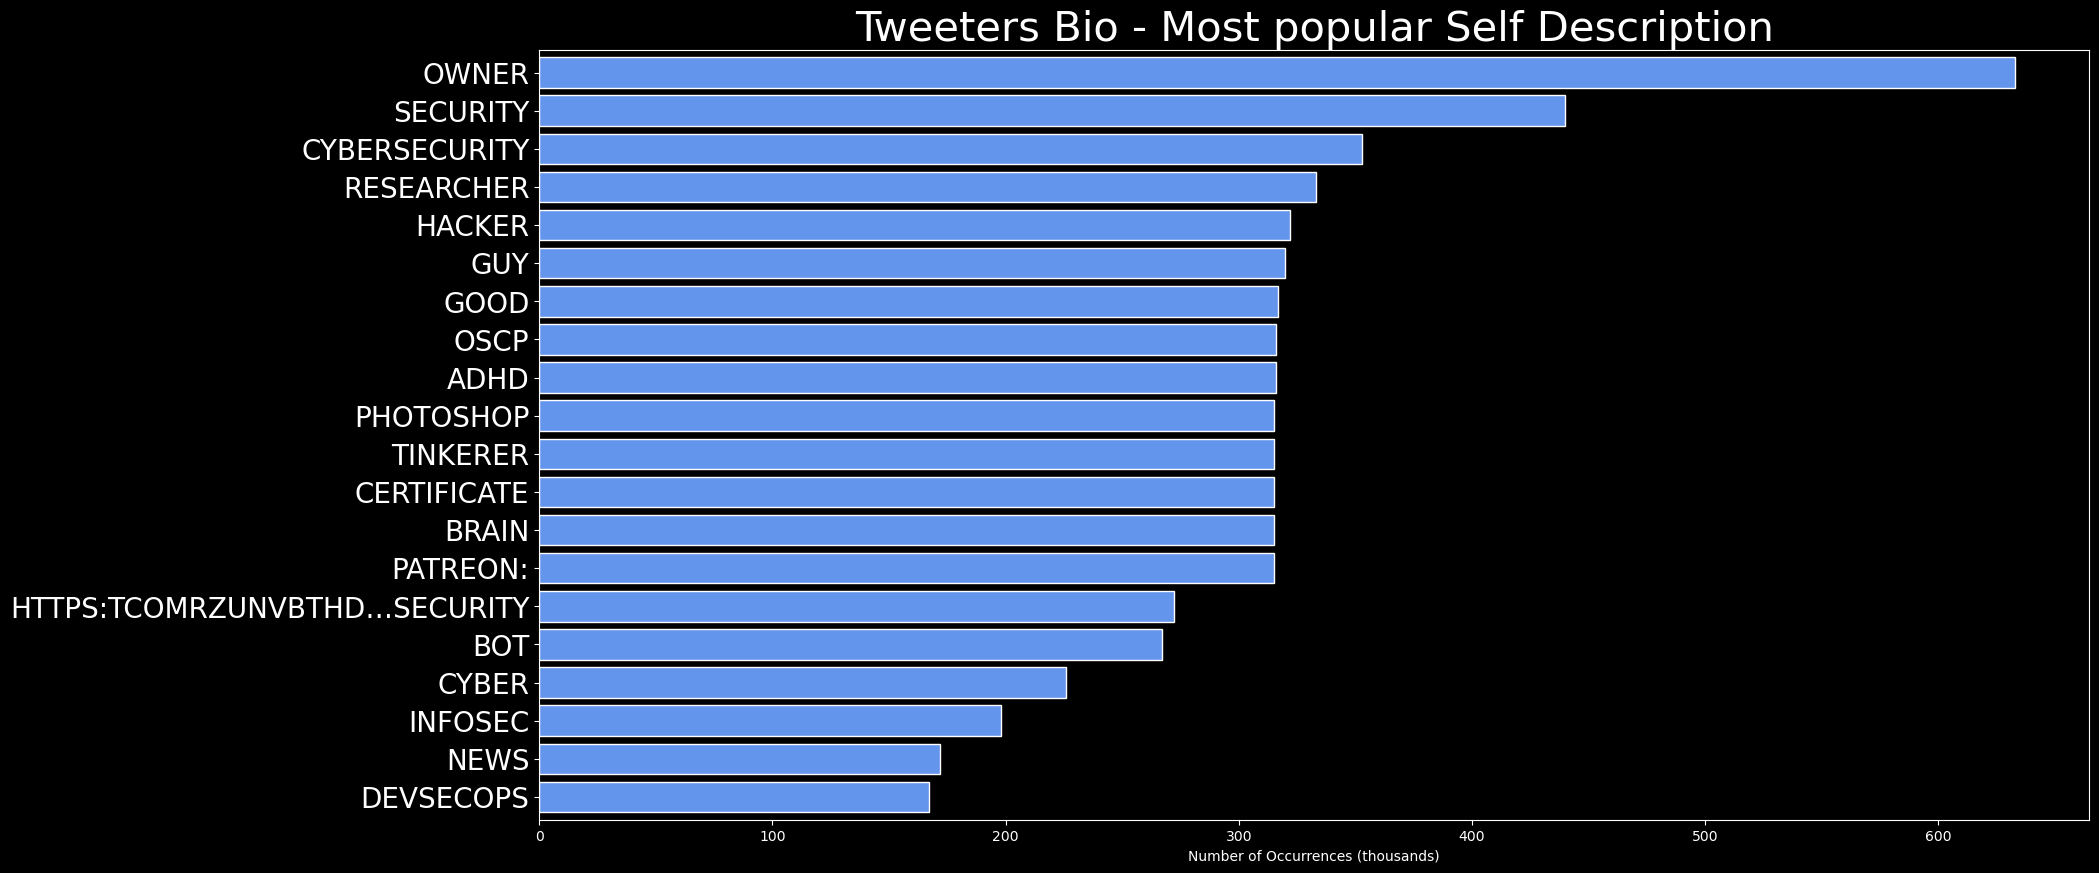 Tweeters Bio - Most popular Self Description
OWNER
SECURITY
CYBERSECURITY
RESEARCHER
HACKER
GUY
GOOD
OSCP
ADHD
PHOTOSHOP
TINKERER
CERTIFICATE
BRAIN
PATREON:
HTTPS:TCOMRZUNVBTHD...SECURITY
BOT
CYBER
INFOSEC
NEWS
DEVSECOPS
0 100 200 300 400 500 600
Number of Occurrences (thousands)